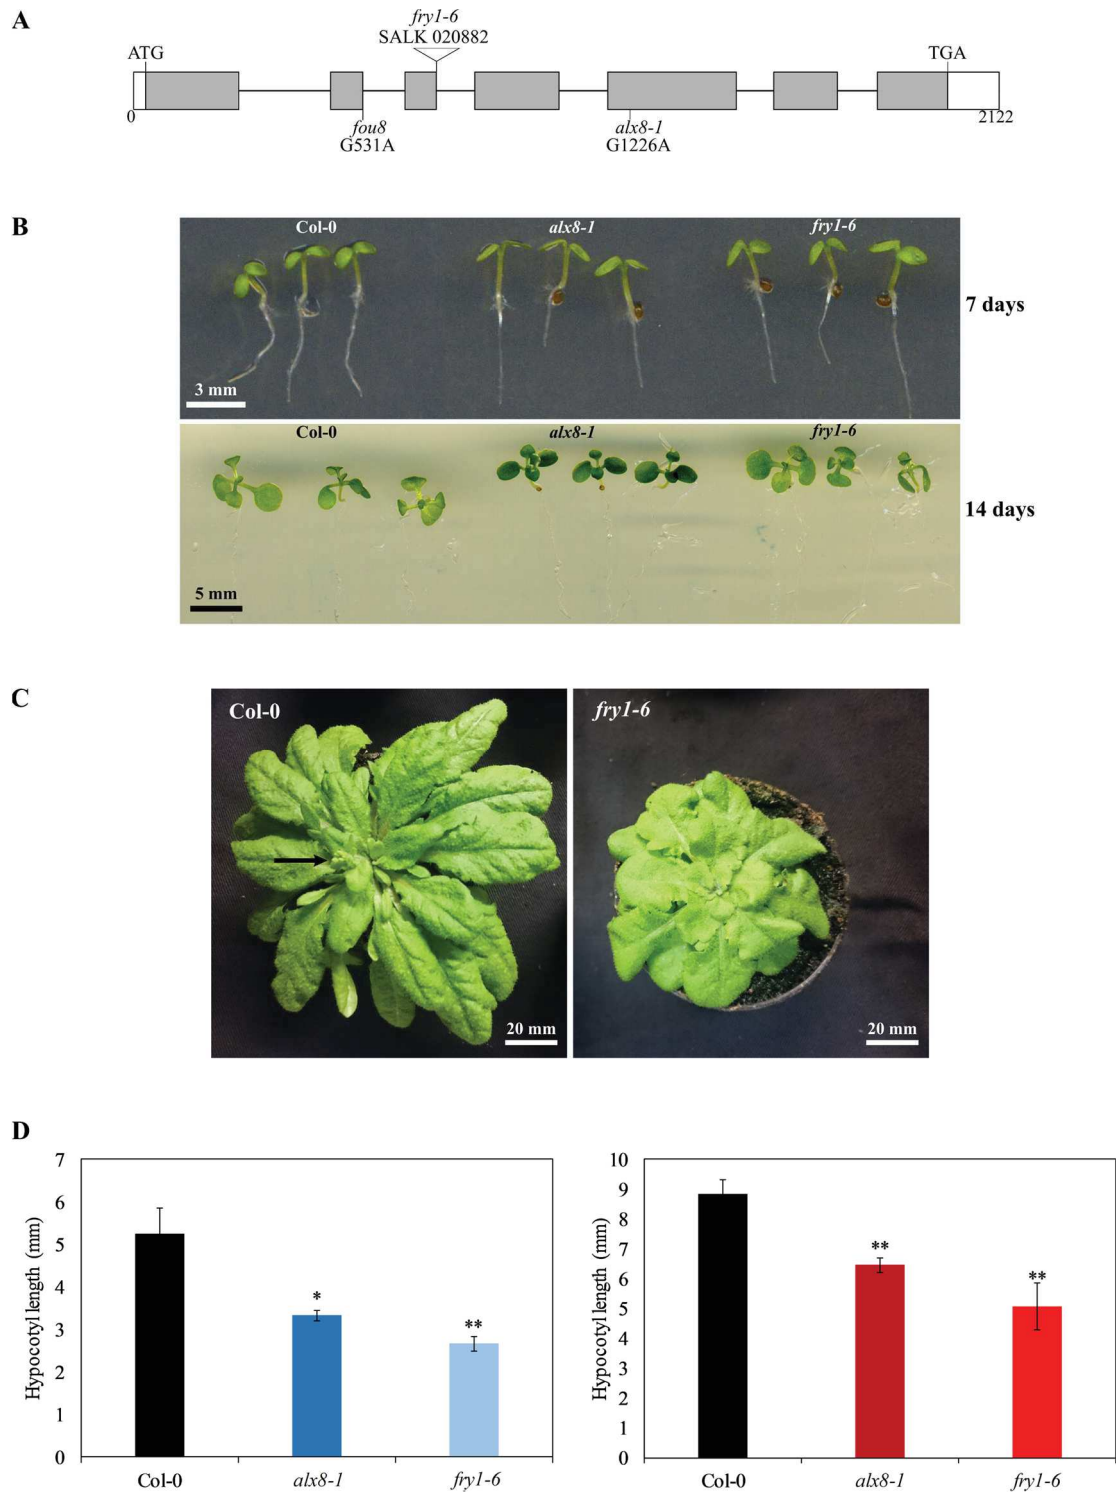 A
fry1-6
SALK 020882
ATG
TGA
0
fou8
G531A
alx8-1
G1226A
2122
B
Col-0 alx8-1 fry1-6
7 days
3 mm
Col-0 alx8-1 fry1-6
14 days
5 mm
C
Col-0
20 mm
fry1-6
20 mm
D
7
6
5
4
3
2
1
0
Hypocotyl length (mm)
*
**
Col-0 alx8-1 fry1-6
10
9
8
7
6
5
4
3
2
1
0
Hypocotyl length (mm)
**
**
Col-0 alx8-1 fry1-6